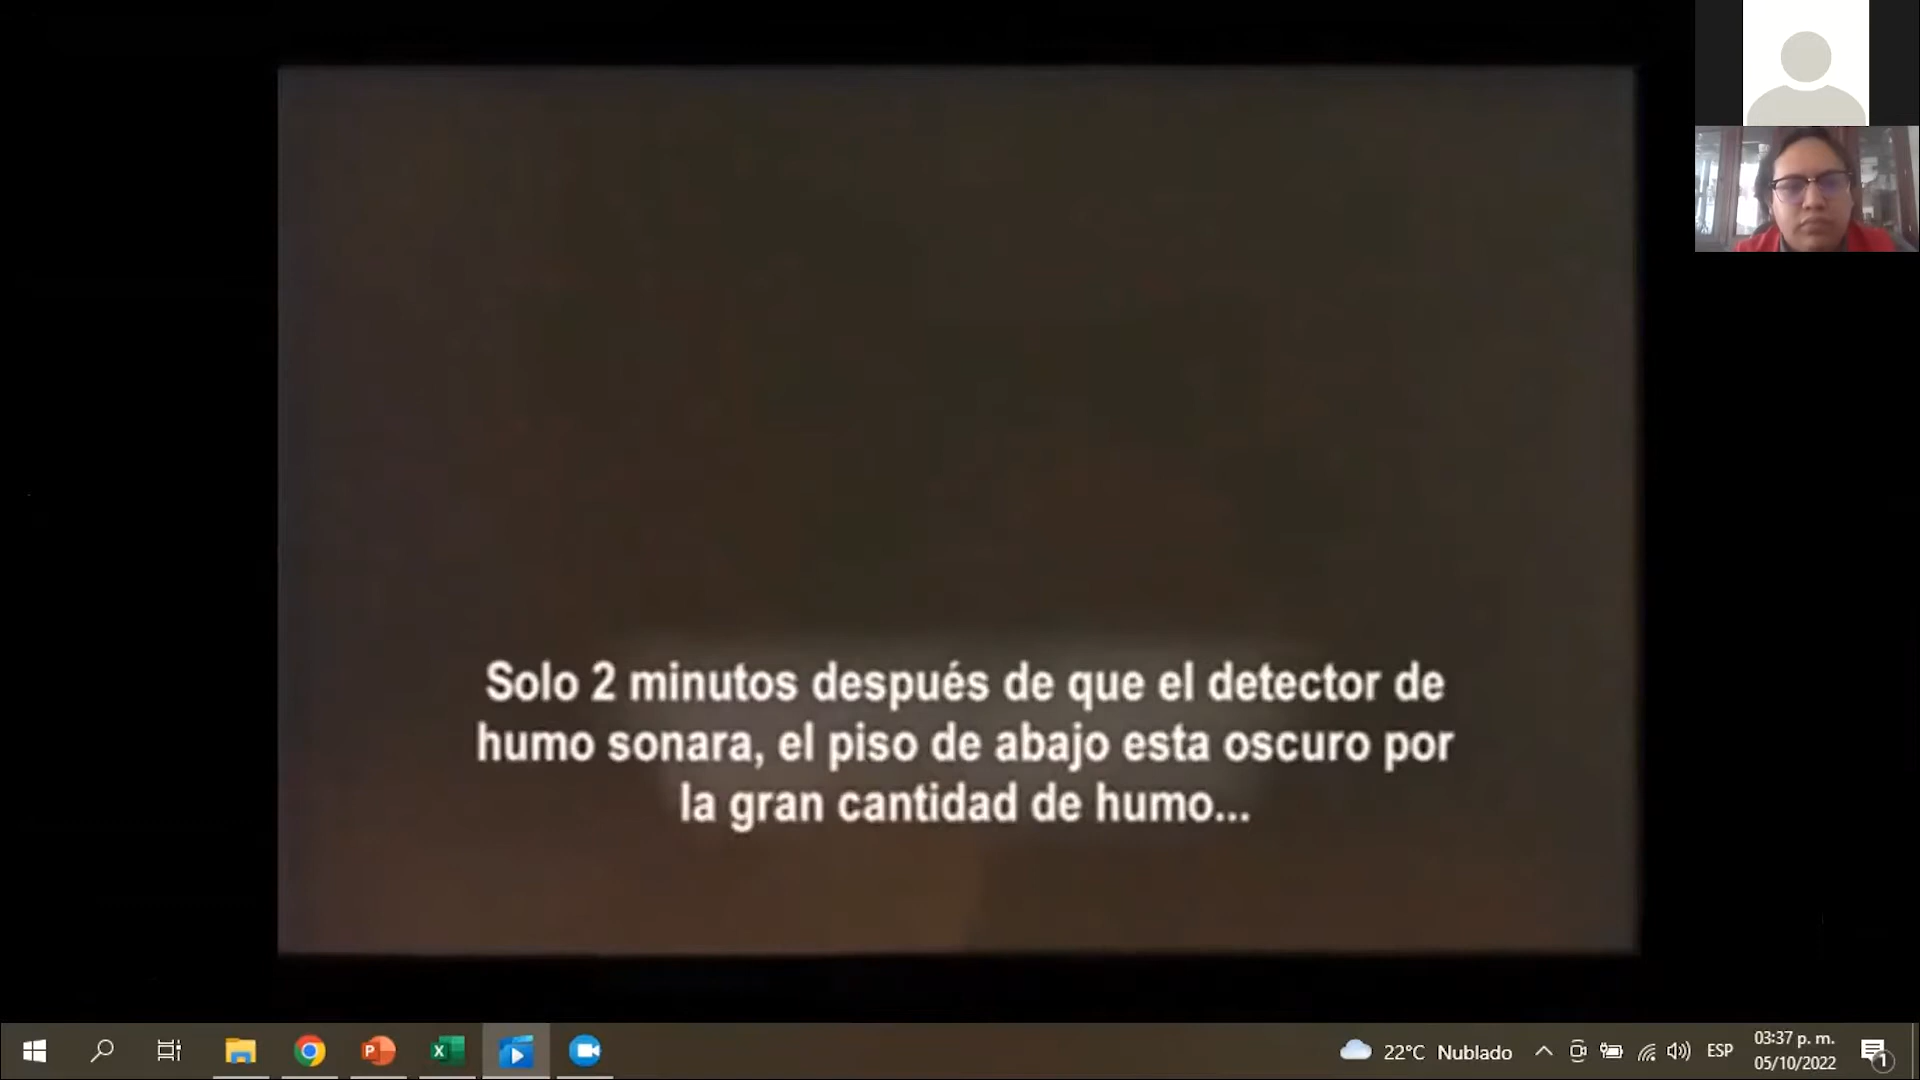 Solo 2 minutos después de que el detector de
humo sonara, el piso de abajo esta oscuro por
la gran cantidad de humo...
22°C Nublado
ESP
03:37 p. m.
05/10/2022
1